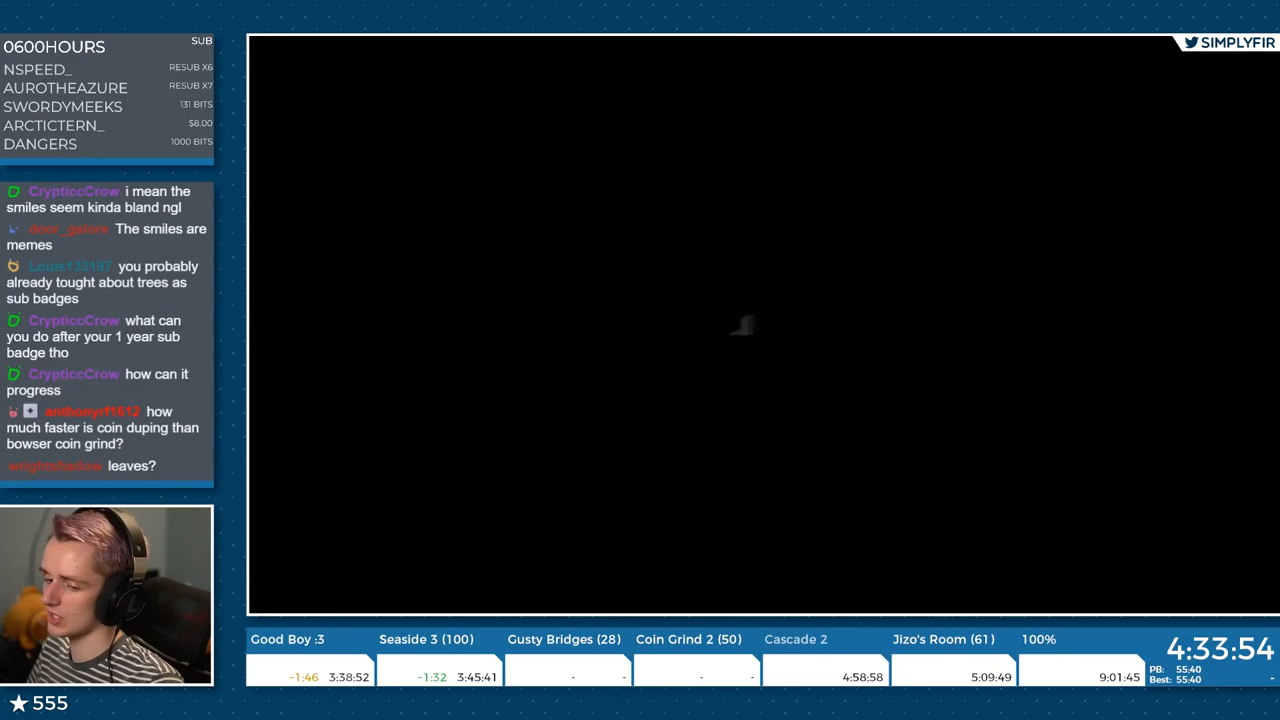 0600HOURS SUB
NSPEED_ RESUB X6
AUROTHEAZURE RESUB X7
SWORDYMEEKS 131 BITS
ARCTICTERN_ $8.00
DANGERS 1000 BITS
SIMPLYFIR
CrypticcCrow i mean the
smiles seem kinda bland ngl
door_galore The smiles are
memes
Louis133197 you probably
already tought about trees as
sub badges
CrypticcCrow what can
you do after your 1 year sub
badge tho
CrypticcCrow how can it
progress
anthonyrf1612 how
much faster is coin duping than
bowser coin grind?
wrightshadow leaves?
Good Boy :3 Seaside 3 (100) Gusty Bridges (28) Coin Grind 2 (50) Cascade 2 Jizo's Room (61) 100%
−1:46 3:38:52 −1:32 3:45:41 - - - - 4:58:58 5:09:49 9:01:45
4:33:54
PB: 55:40
Best: 55:40 -
★ 555